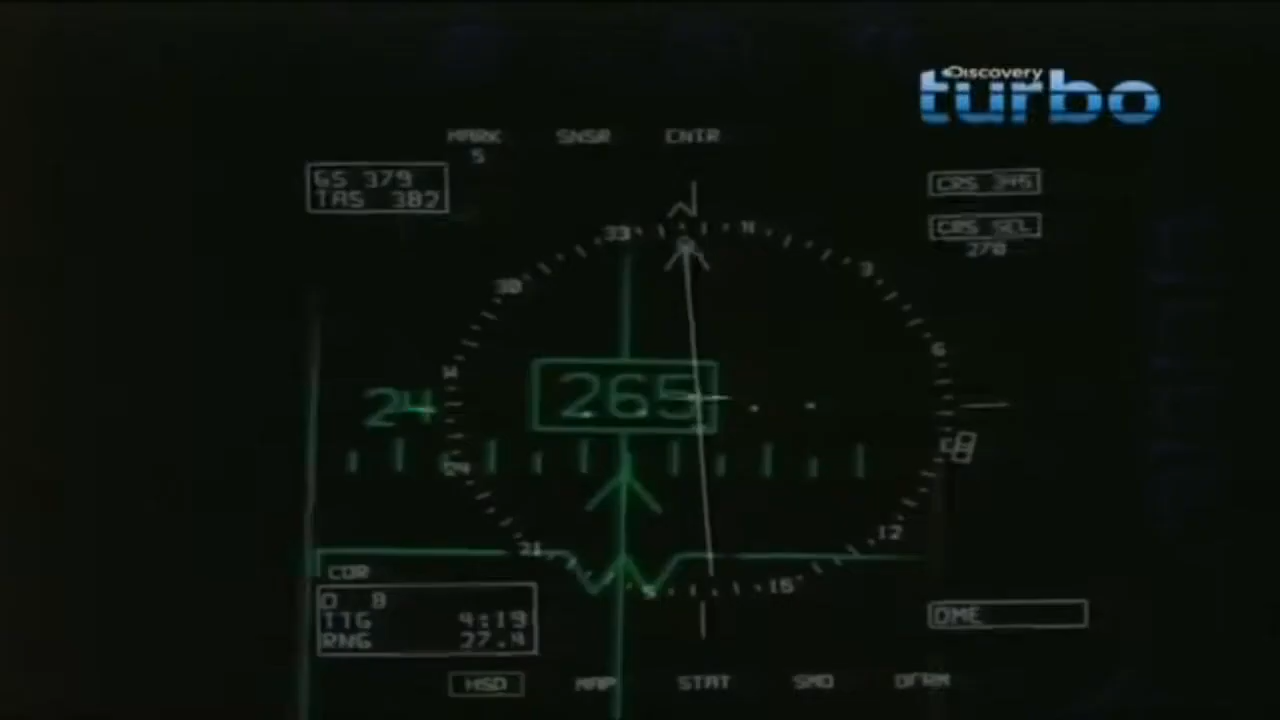 Discovery
turbo
MARK SNSR CNTR
5
GS 379
TAS 382
CRS 345
CRS SEL
270
33 N
30 3
W 6
24 265
24
21 12
S 15
CDR
D 8
TTG 4:19
RNG 27.4
DME
HSD MAP STAT SMD